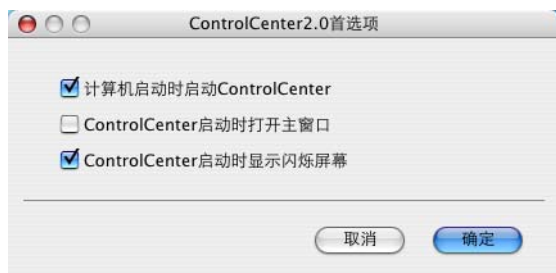 ControlCenter2.0首选项
计算机启动时启动ControlCenter
ControlCenter启动时打开主窗口
ControlCenter启动时显示闪烁屏幕
取消
确定